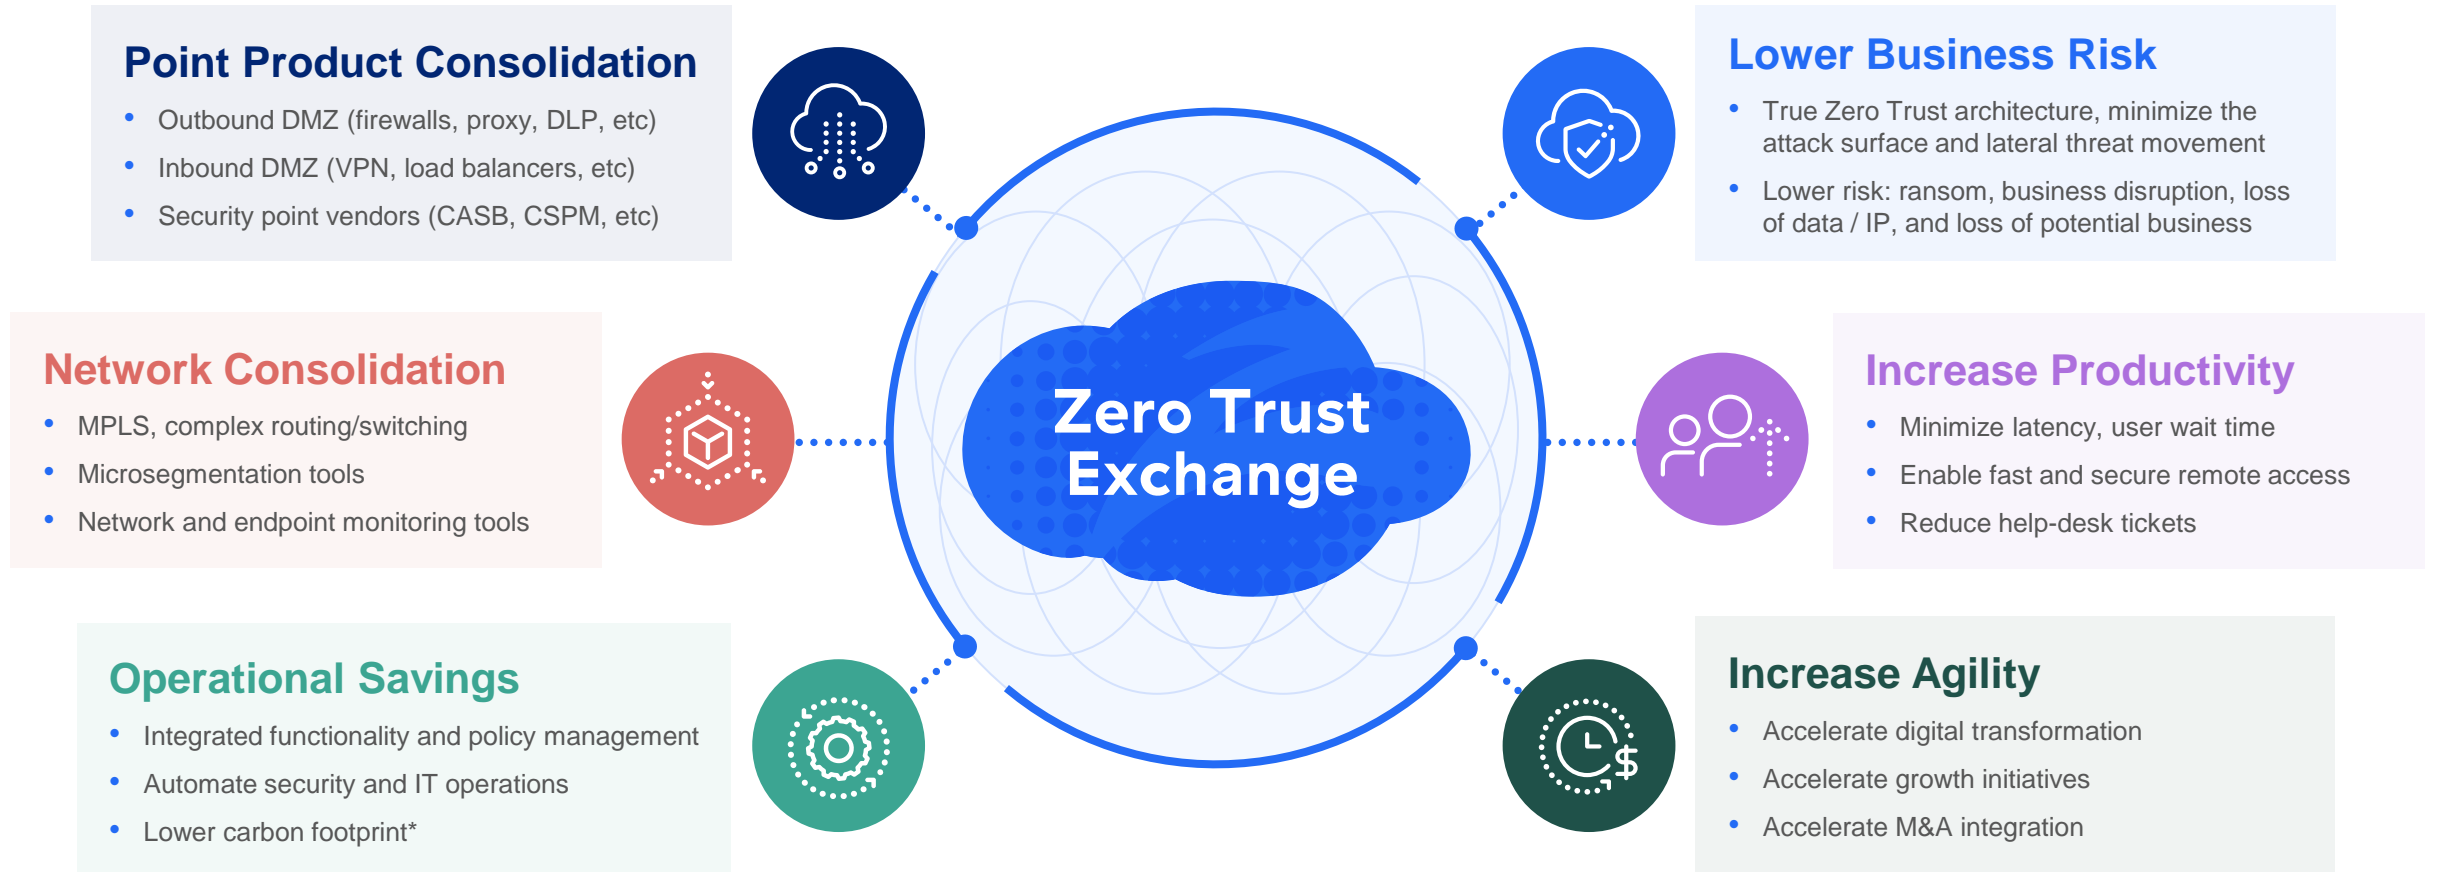 Point Product Consolidation
• Outbound DMZ (firewalls, proxy, DLP, etc)
• Inbound DMZ (VPN, load balancers, etc)
• Security point vendors (CASB, CSPM, etc)
Network Consolidation
• MPLS, complex routing/switching
• Microsegmentation tools
• Network and endpoint monitoring tools
Operational Savings
• Integrated functionality and policy management
• Automate security and IT operations
• Lower carbon footprint*
Zero Trust
Exchange
Lower Business Risk
• True Zero Trust architecture, minimize the
attack surface and lateral threat movement
• Lower risk: ransom, business disruption, loss
of data / IP, and loss of potential business
Increase Productivity
• Minimize latency, user wait time
• Enable fast and secure remote access
• Reduce help-desk tickets
$
Increase Agility
• Accelerate digital transformation
• Accelerate growth initiatives
• Accelerate M&A integration